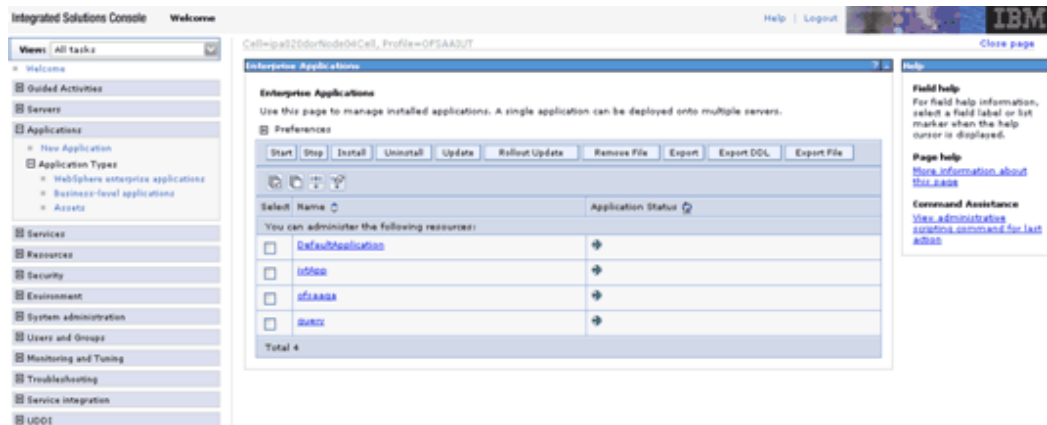 Integrated Solutions Console Welcome Help | Logout IBM
View: All tasks
Cell=ipa020dorNode04Cell, Profile=OFSAAIUT
Close page
Welcome
Guided Activities
Servers
Applications
New Application
Application Types
WebSphere enterprise applications
Business-level applications
Assets
Services
Resources
Security
Environment
System administration
Users and Groups
Monitoring and Tuning
Troubleshooting
Service integration
UDDI
Enterprise Applications
Enterprise Applications
Use this page to manage installed applications. A single application can be deployed onto multiple servers.
Preferences
Start Stop Install Uninstall Update Rollout Update Remove File Export Export DDL Export File
Select Name Application Status
You can administer the following resources:
DefaultApplication
ivtApp
ofsaaqa
query
Total 4
Help
Field help
For field help information,
select a field label or list
marker when the help
cursor is displayed.
Page help
More information about
this page
Command Assistance
View administrative
scripting command for last
action